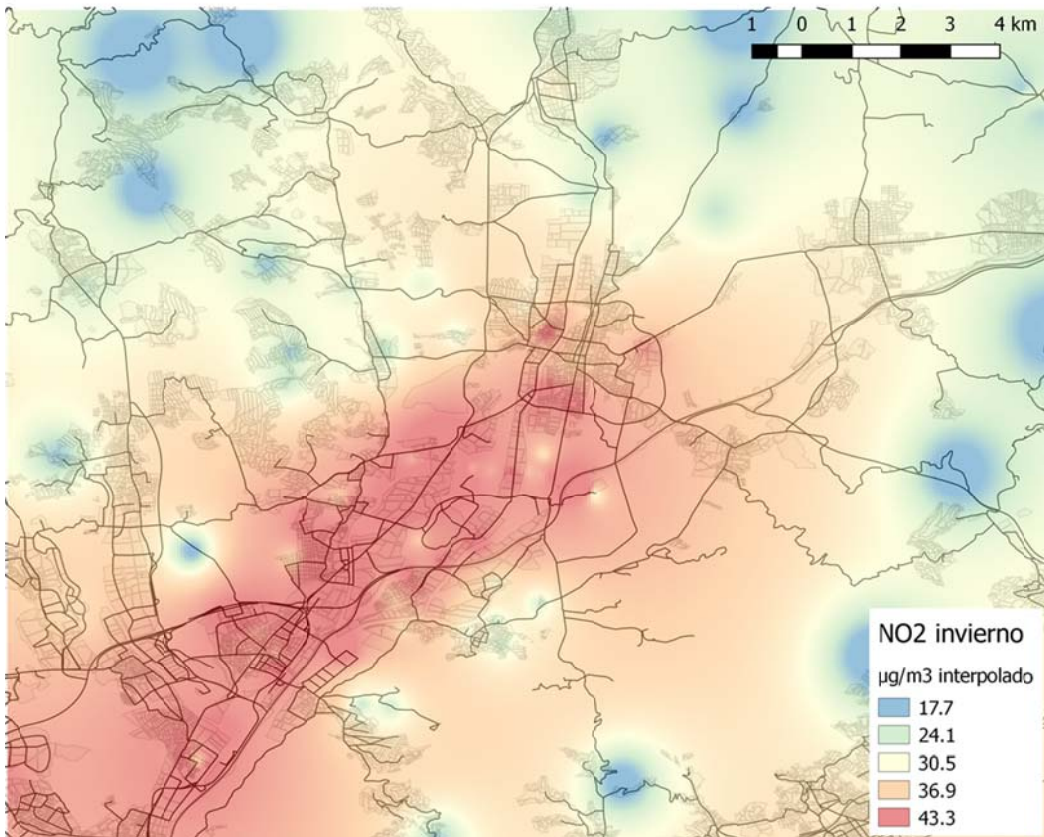 1 0 1 2 3 4 km
NO2 invierno
µg/m3 interpolado
17.7
24.1
30.5
36.9
43.3